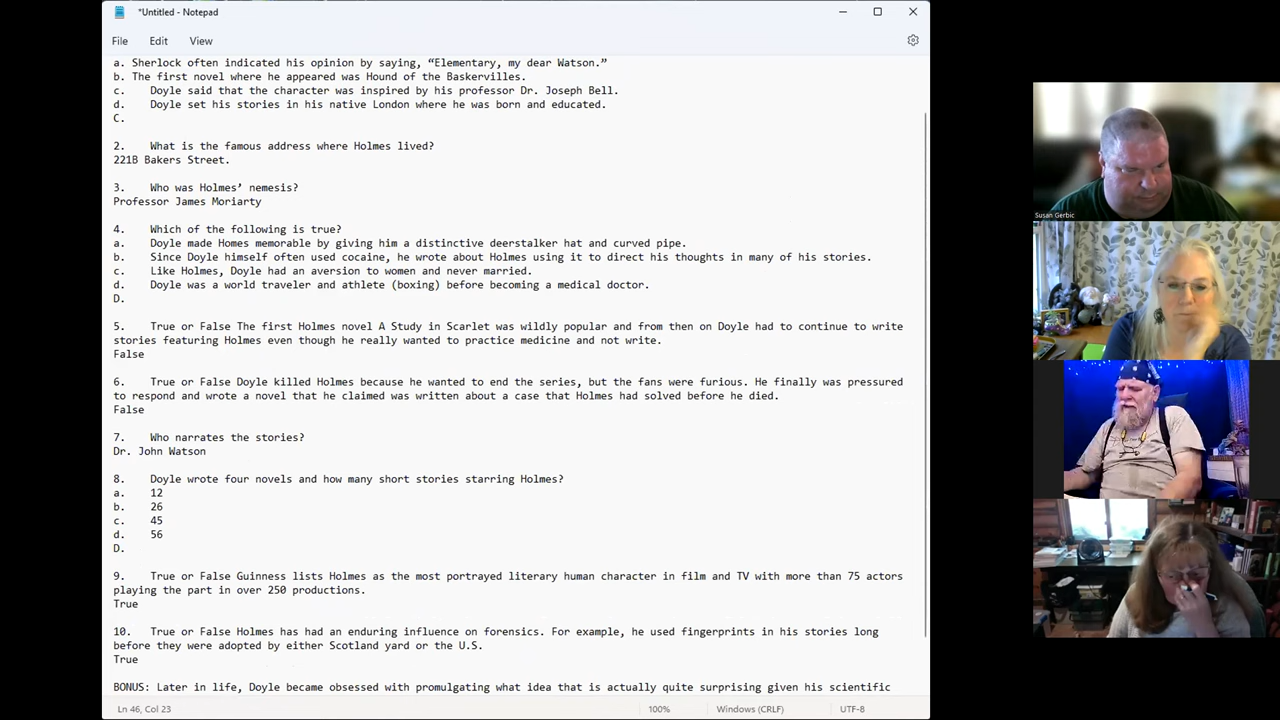 *Untitled - Notepad
File Edit View
a. Sherlock often indicated his opinion by saying, “Elementary, my dear Watson.”
b. The first novel where he appeared was Hound of the Baskervilles.
c. Doyle said that the character was inspired by his professor Dr. Joseph Bell.
d. Doyle set his stories in his native London where he was born and educated.
C.
2. What is the famous address where Holmes lived?
221B Bakers Street.
3. Who was Holmes’ nemesis?
Professor James Moriarty
4. Which of the following is true?
a. Doyle made Homes memorable by giving him a distinctive deerstalker hat and curved pipe.
b. Since Doyle himself often used cocaine, he wrote about Holmes using it to direct his thoughts in many of his stories.
c. Like Holmes, Doyle had an aversion to women and never married.
d. Doyle was a world traveler and athlete (boxing) before becoming a medical doctor.
D.
5. True or False The first Holmes novel A Study in Scarlet was wildly popular and from then on Doyle had to continue to write
stories featuring Holmes even though he really wanted to practice medicine and not write.
False
6. True or False Doyle killed Holmes because he wanted to end the series, but the fans were furious. He finally was pressured
to respond and wrote a novel that he claimed was written about a case that Holmes had solved before he died.
False
7. Who narrates the stories?
Dr. John Watson
8. Doyle wrote four novels and how many short stories starring Holmes?
a. 12
b. 26
c. 45
d. 56
D.
9. True or False Guinness lists Holmes as the most portrayed literary human character in film and TV with more than 75 actors
playing the part in over 250 productions.
True
10. True or False Holmes has had an enduring influence on forensics. For example, he used fingerprints in his stories long
before they were adopted by either Scotland yard or the U.S.
True
BONUS: Later in life, Doyle became obsessed with promulgating what idea that is actually quite surprising given his scientific
Ln 46, Col 23 100% Windows (CRLF) UTF-8
Susan Gerbic